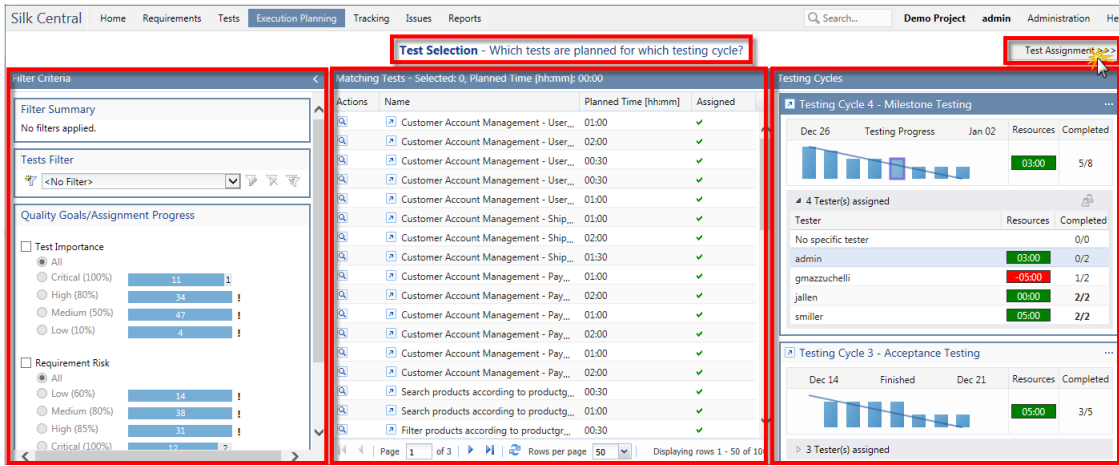 Silk Central Home Requirements Tests Execution Planning Tracking Issues Reports Search... Demo Project admin Administration He
Test Selection - Which tests are planned for which testing cycle?
Test Assignment >>>
Filter Criteria
Filter Summary
No filters applied.
Tests Filter
<No Filter>
Quality Goals/Assignment Progress
Test Importance
All
Critical (100%) 11 1
High (80%) 34 !
Medium (50%) 47 !
Low (10%) 4 !
Requirement Risk
All
Low (60%) 14 !
Medium (80%) 38 !
High (85%) 31 !
Critical (100%) 12 2
Matching Tests - Selected: 0, Planned Time [hh:mm]: 00:00
Actions Name Planned Time [hh:mm] Assigned
Customer Account Management - User... 01:00
Customer Account Management - User... 02:00
Customer Account Management - User... 00:30
Customer Account Management - User... 00:30
Customer Account Management - User... 01:00
Customer Account Management - Ship... 01:00
Customer Account Management - Ship... 02:00
Customer Account Management - Ship... 01:30
Customer Account Management - Pay... 01:00
Customer Account Management - Pay... 02:00
Customer Account Management - Pay... 01:00
Customer Account Management - Pay... 02:00
Customer Account Management - Pay... 01:00
Customer Account Management - Pay... 02:00
Search products according to productg... 00:30
Search products according to productg... 01:00
Filter products according to productgr... 00:30
Page 1 of 3 Rows per page 50 Displaying rows 1 - 50 of 10
Testing Cycles
Testing Cycle 4 - Milestone Testing ...
Dec 26 Testing Progress Jan 02 Resources Completed
03:00 5/8
4 Tester(s) assigned
Tester Resources Completed
No specific tester 0/0
admin 03:00 0/2
gmazzuchelli -05:00 1/2
jallen 00:00 2/2
smiller 05:00 2/2
Testing Cycle 3 - Acceptance Testing ...
Dec 14 Finished Dec 21 Resources Completed
05:00 3/5
3 Tester(s) assigned